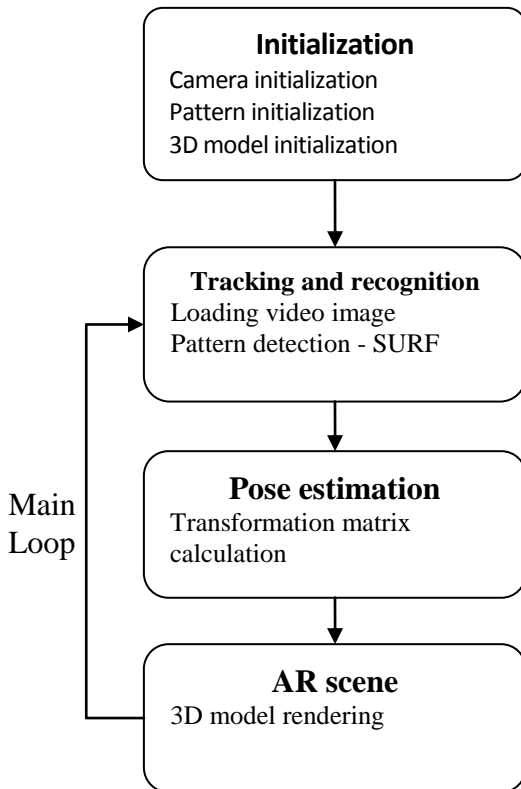 Initialization
Camera initialization
Pattern initialization
3D model initialization
Tracking and recognition
Loading video image
Pattern detection - SURF
Pose estimation
Transformation matrix
calculation
Main
Loop
AR scene
3D model rendering